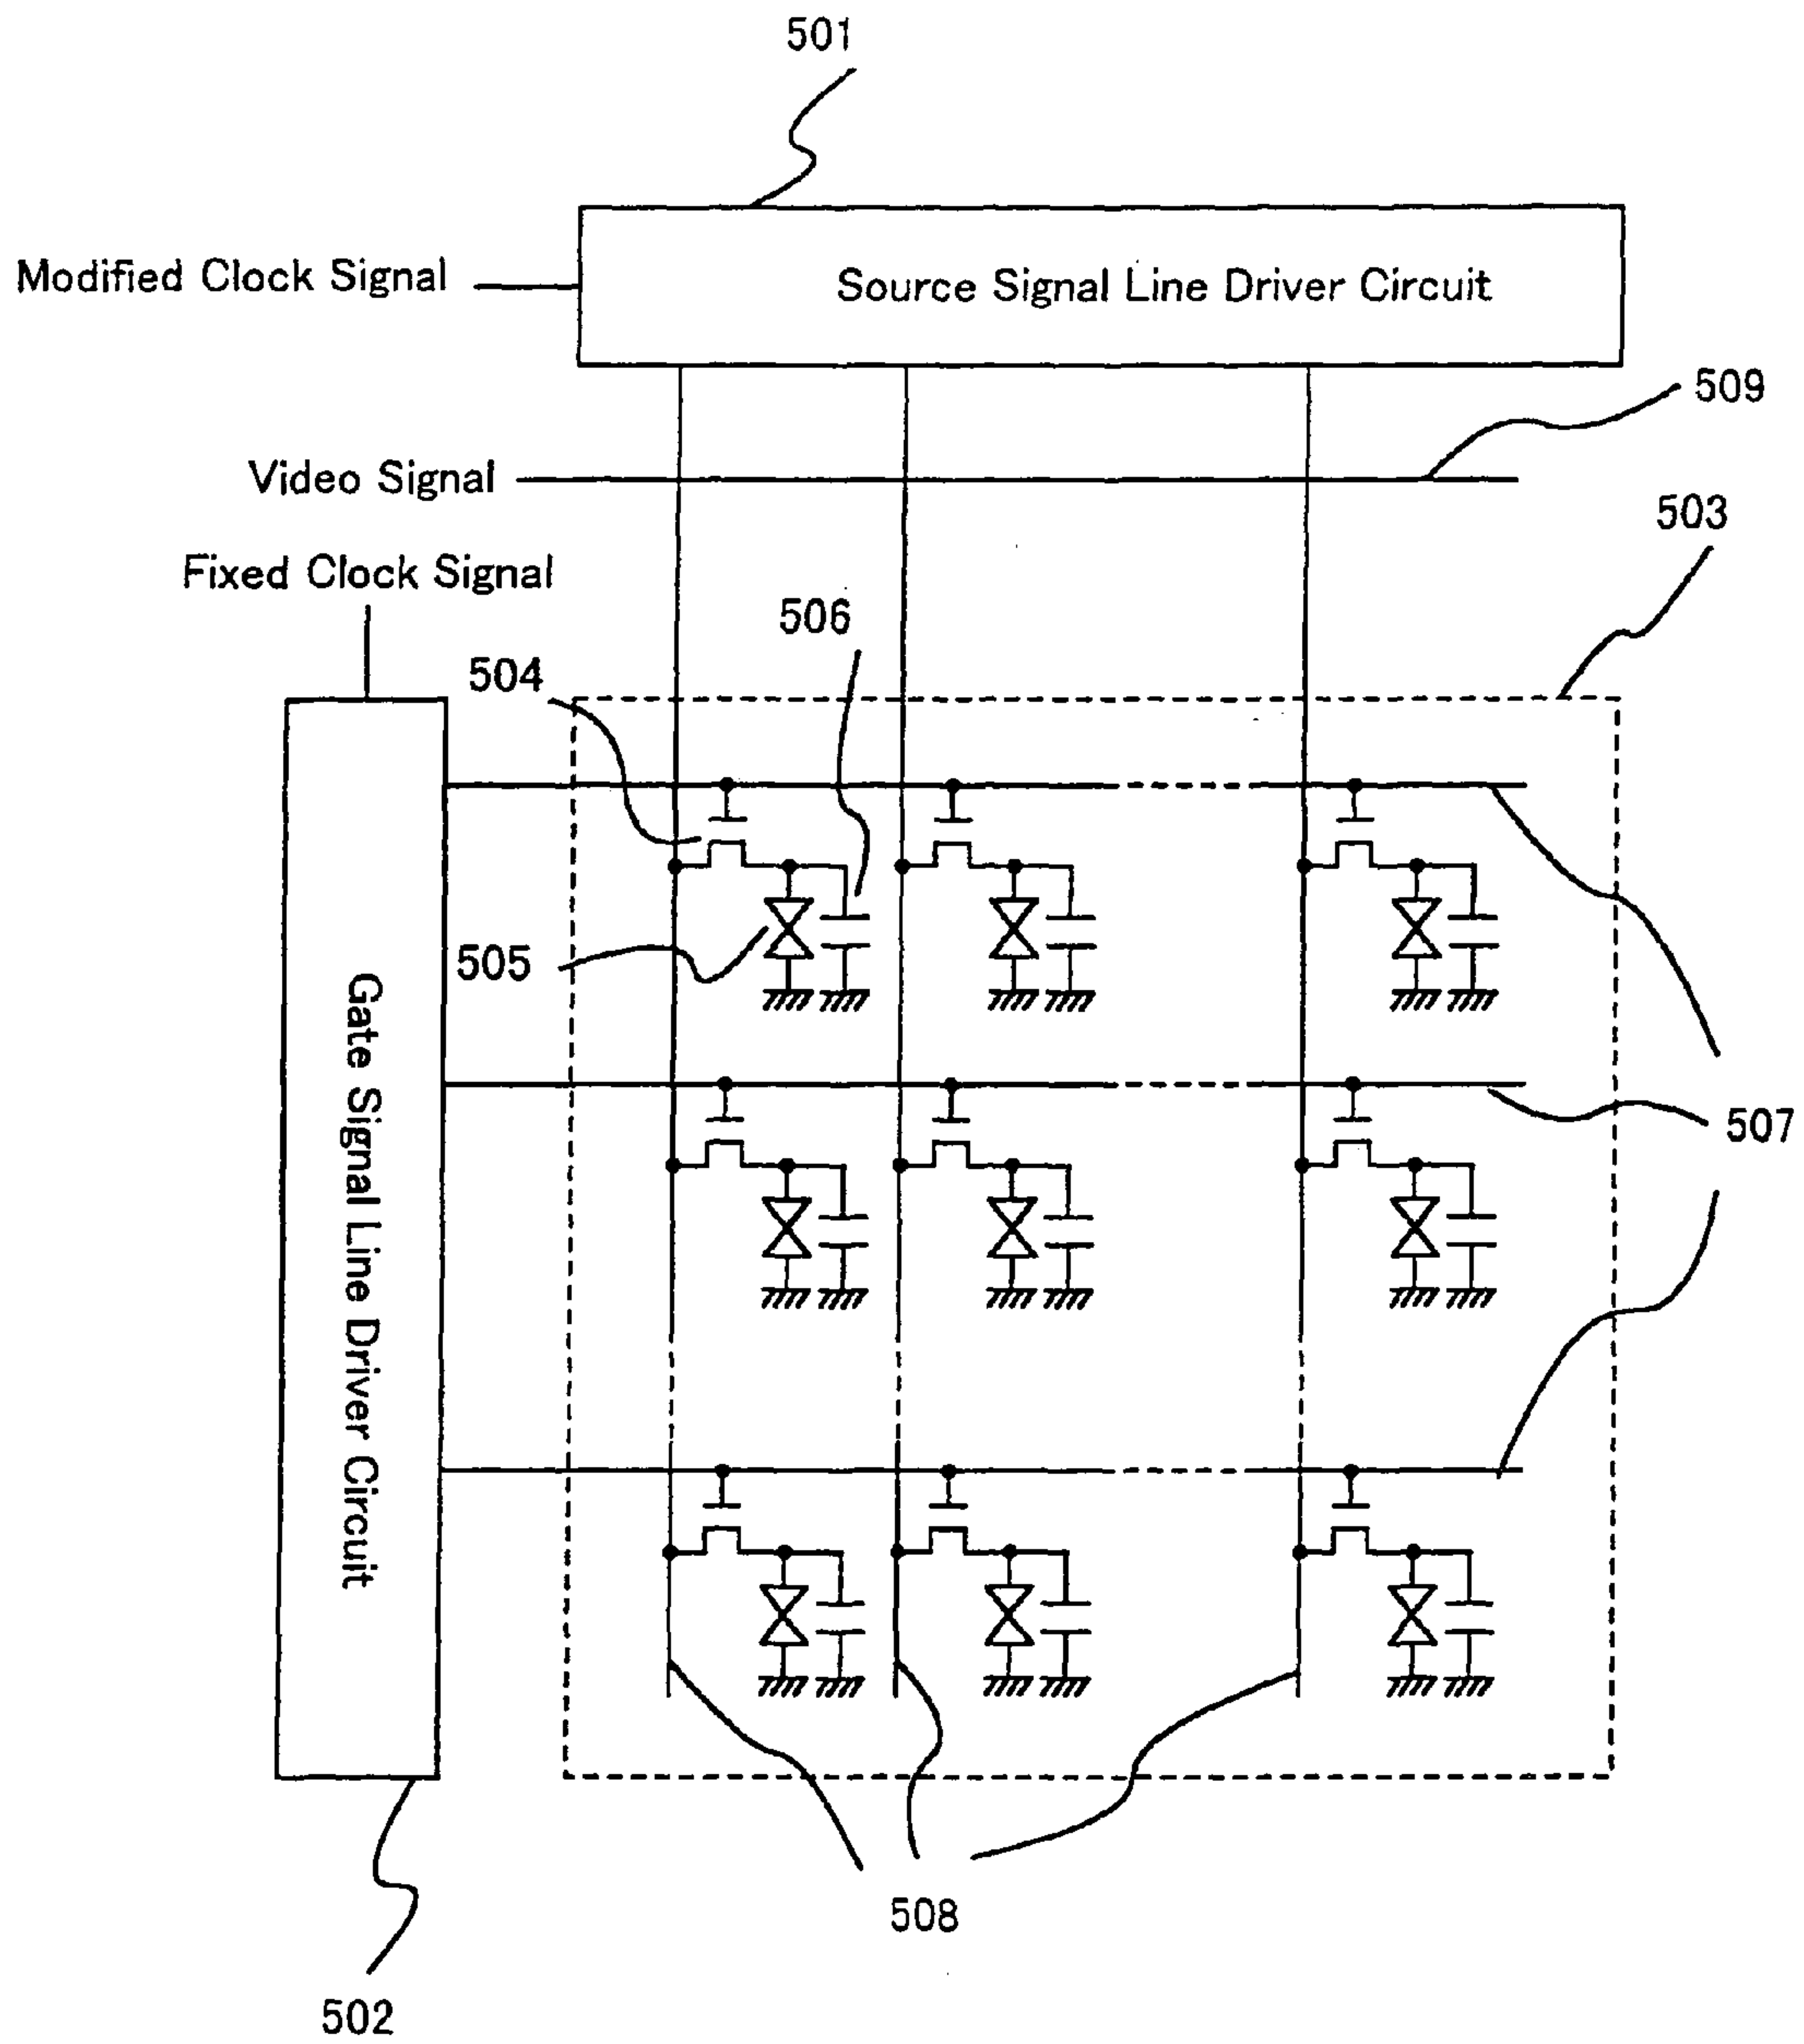 501
Modified Clock Signal
Source Signal Line Driver Circuit
509
Video Signal
503
Fixed Clock Signal
506
504
505
Gate Signal Line Driver Circuit
507
508
502